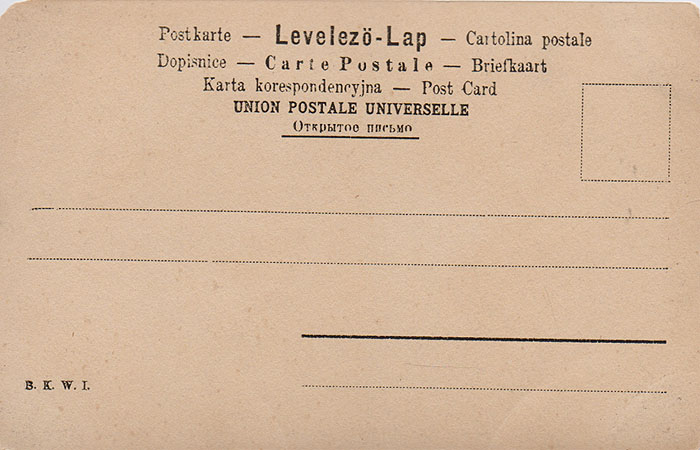 Postkarte — Levelezö-Lap — Cartolina postale
Dopisnice — Carte Postale — Briefkaart
Karta korespondencyjna — Post Card
UNION POSTALE UNIVERSELLE
Открытое письмо
B. K. W. I.